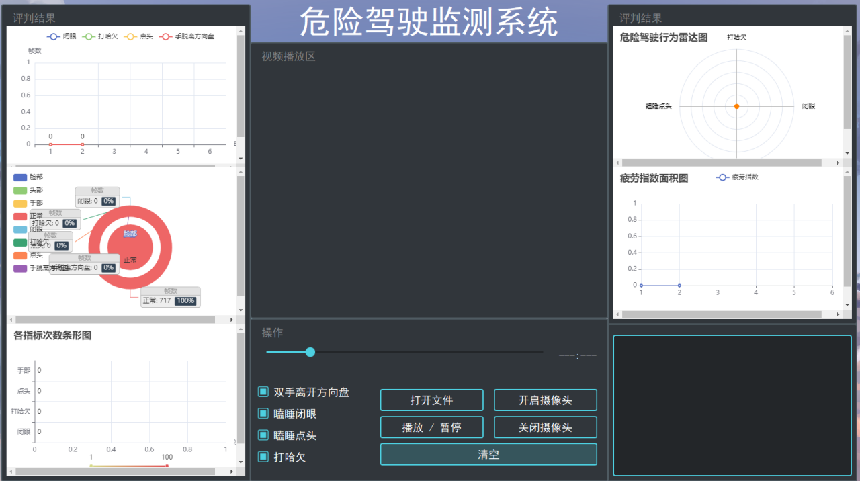 危险驾驶监测系统
评判结果
闭眼 打哈欠 点头 手脱离方向盘
帧数
1
0.8
0.6
0.4
0.2
0
0 0
1 2 3 4 5 6
脸部
头部
手部
正常
闭眼
打哈欠
点头
手脱离方向盘
帧数
闭眼: 0 0%
帧数
打哈欠: 0 0%
帧数
点头: 0 0%
帧数
手脱离方向盘: 0 0%
脸部
正常
帧数
正常: 717 100%
各指标次数条形图
手部 0
点头 0
打哈欠 0
闭眼 0
0 0.2 0.4 0.6 0.8 1
1 100
视频播放区
操作
--:--
双手离开方向盘
瞌睡闭眼
瞌睡点头
打哈欠
打开文件
开启摄像头
播放 / 暂停
关闭摄像头
清空
评判结果
危险驾驶行为雷达图
打哈欠
瞌睡点头
闭眼
疲劳指数面积图
疲劳指数
1
0.8
0.6
0.4
0.2
0
1 2 3 4 5 6